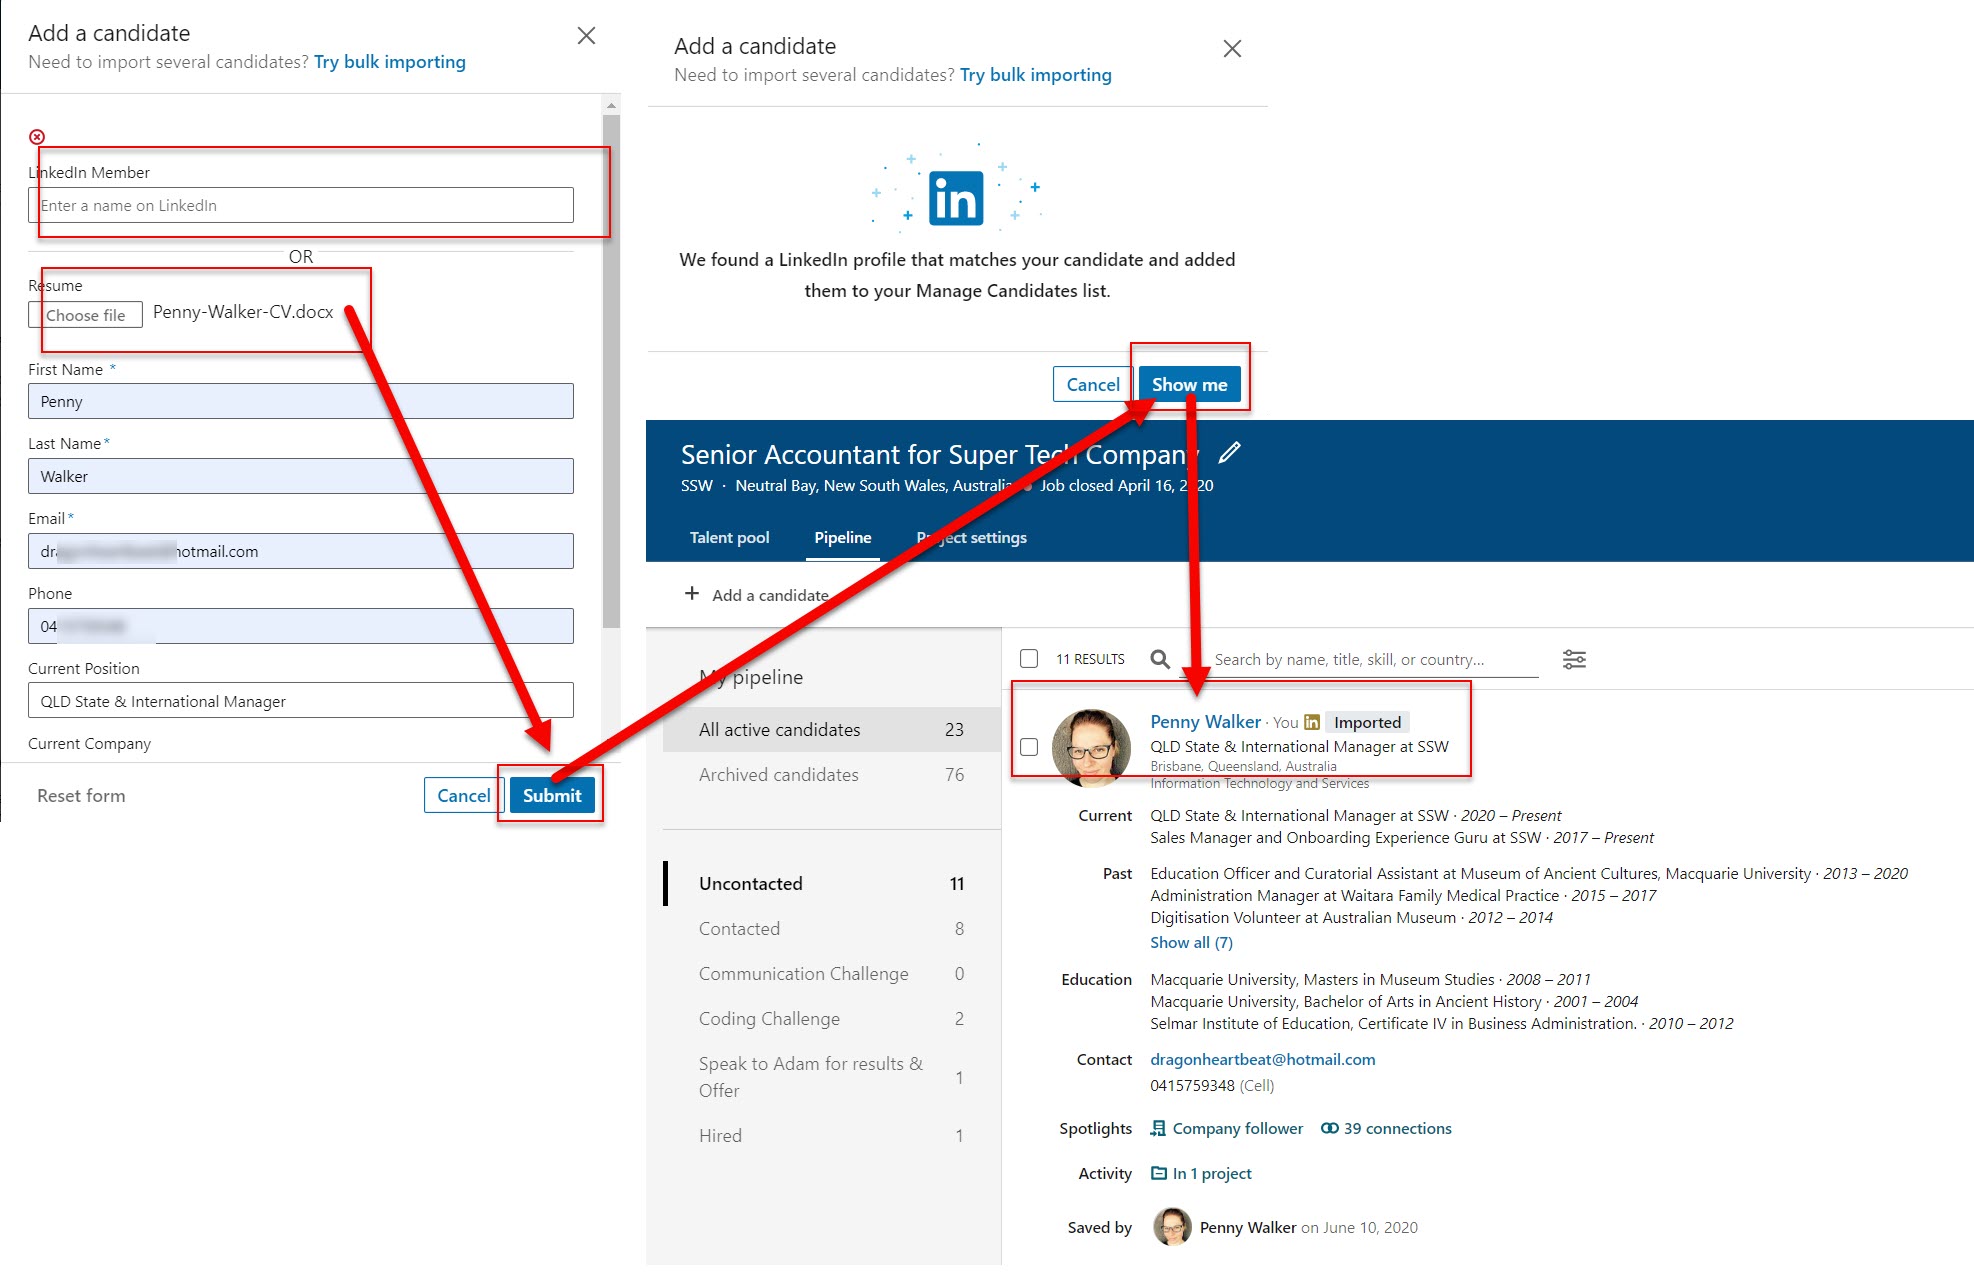 Add a candidate
Need to import several candidates? Try bulk importing
LinkedIn Member
Enter a name on LinkedIn
OR
Resume
Choose file Penny-Walker-CV.docx
First Name *
Penny
Last Name *
Walker
Email *
hotmail.com
Phone
04
Current Position
QLD State & International Manager
Current Company
Reset form
Cancel
Submit
Add a candidate
Need to import several candidates? Try bulk importing
in
We found a LinkedIn profile that matches your candidate and added
them to your Manage Candidates list.
Cancel
Show me
Senior Accountant for Super Tech Company
SSW · Neutral Bay, New South Wales, Australia Job closed April 16, 2020
Talent pool Pipeline Project settings
+ Add a candidate
My pipeline
All active candidates 23
Archived candidates 76
Uncontacted 11
Contacted 8
Communication Challenge 0
Coding Challenge 2
Speak to Adam for results &
Offer 1
Hired 1
11 RESULTS Search by name, title, skill, or country...
Penny Walker · You in Imported
QLD State & International Manager at SSW
Brisbane, Queensland, Australia
Information Technology and Services
Current QLD State & International Manager at SSW · 2020 – Present
Sales Manager and Onboarding Experience Guru at SSW · 2017 – Present
Past Education Officer and Curatorial Assistant at Museum of Ancient Cultures, Macquarie University · 2013 – 2020
Administration Manager at Waitara Family Medical Practice · 2015 – 2017
Digitisation Volunteer at Australian Museum · 2012 – 2014
Show all (7)
Education Macquarie University, Masters in Museum Studies · 2008 – 2011
Macquarie University, Bachelor of Arts in Ancient History · 2001 – 2004
Selmar Institute of Education, Certificate IV in Business Administration. · 2010 – 2012
Contact dragonheartbeat@hotmail.com
0415759348 (Cell)
Spotlights Company follower 39 connections
Activity In 1 project
Saved by Penny Walker on June 10, 2020